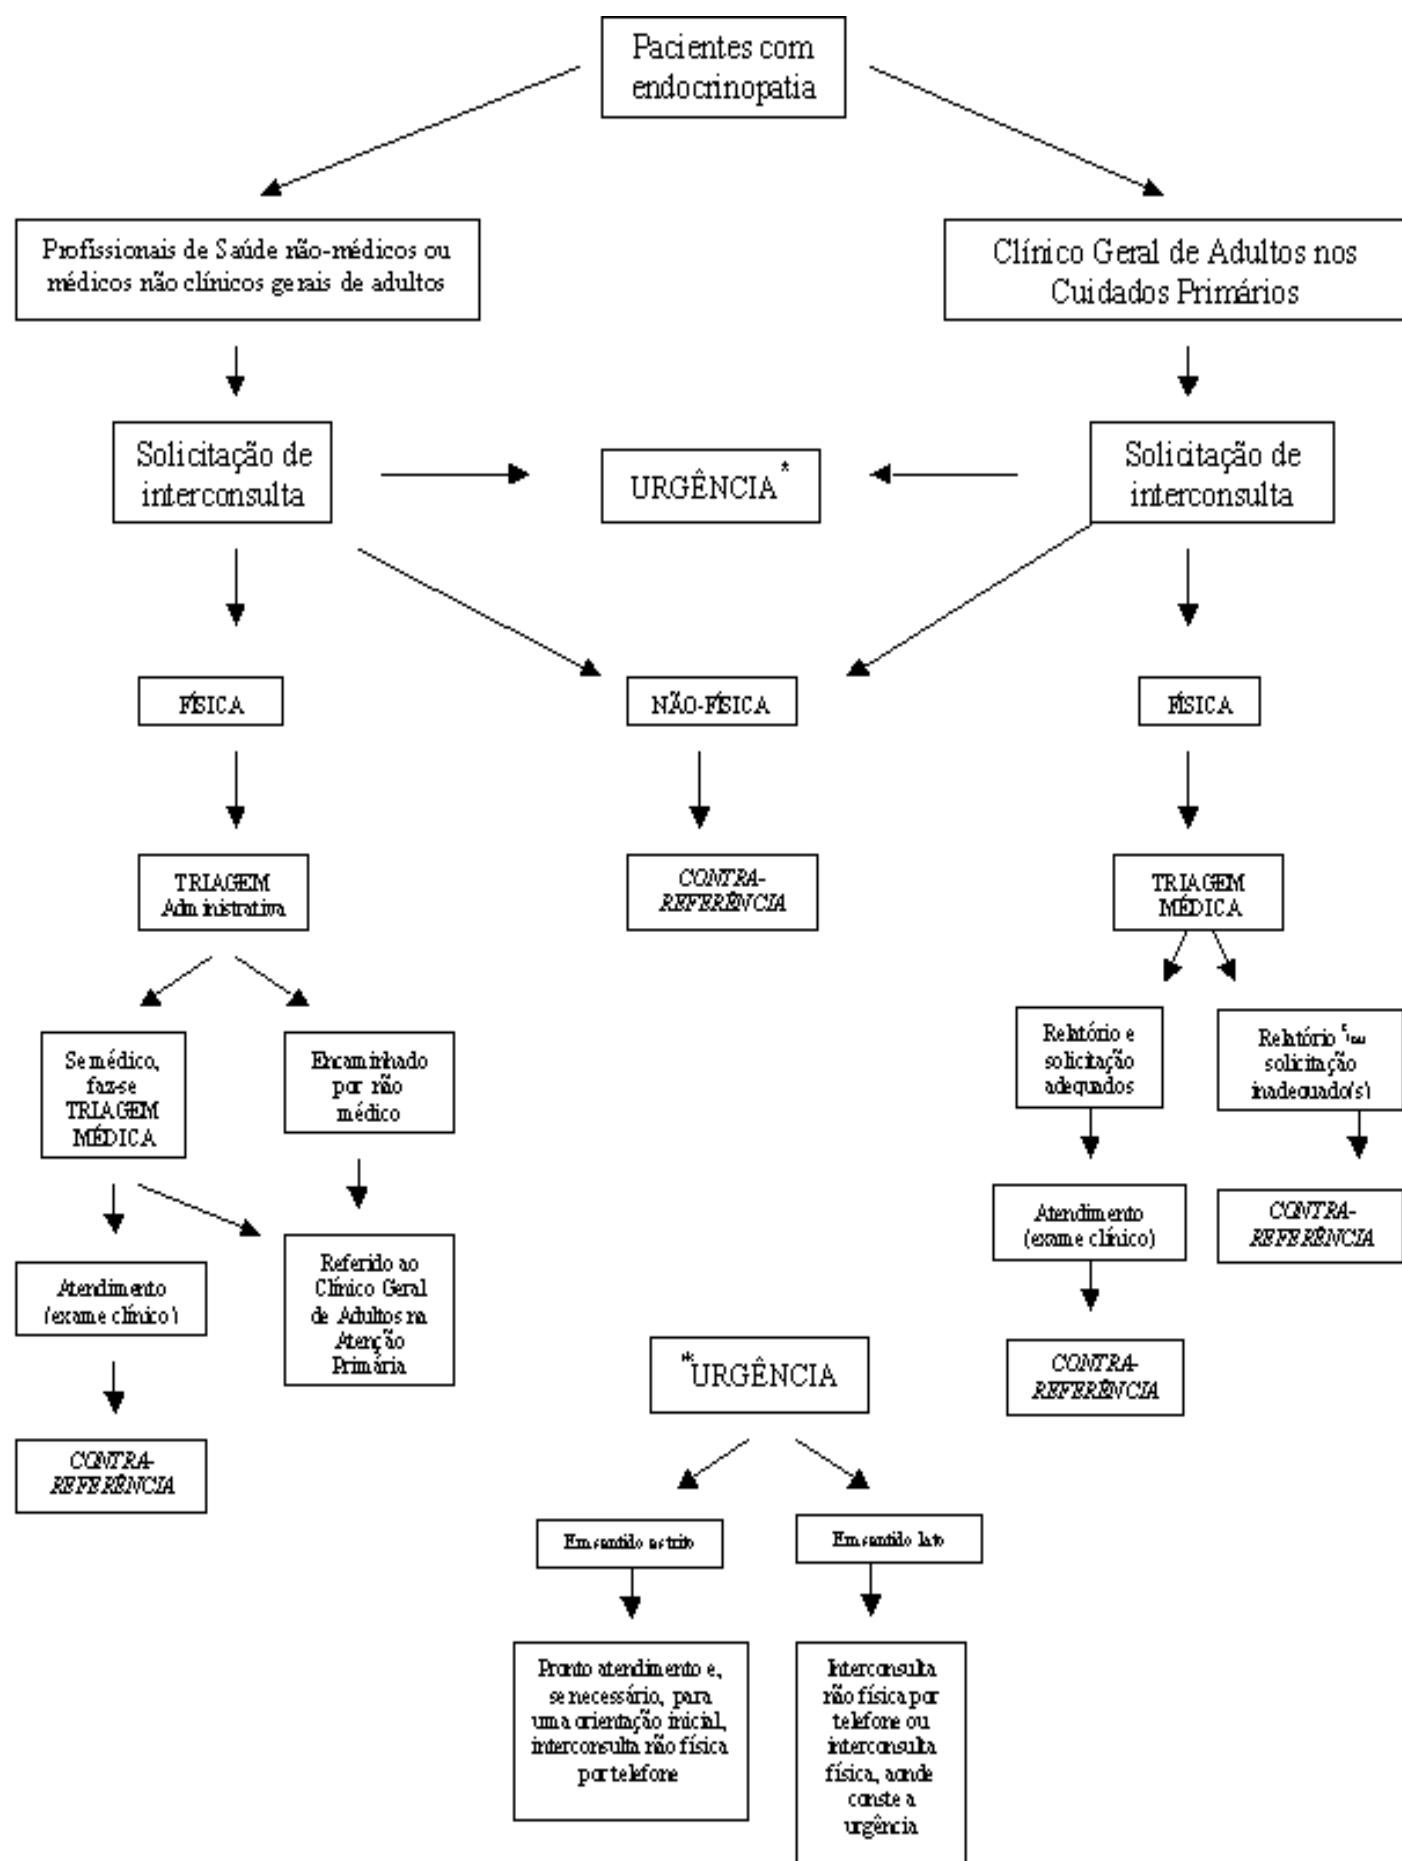 Pacientes com
endocrinopatia
Profissionais de Saúde não-médicos ou
médicos não clínicos gerais de adultos
Clínico Geral de Adultos nos
Cuidados Primários
Solicitação de
interconsulta
URGÊNCIA*
Solicitação de
interconsulta
FÍSICA
NÃO-FÍSICA
FÍSICA
TRIAGEM
Administrativa
CONTRA-
REFERÊNCIA
TRIAGEM
MÉDICA
Se médico,
faz-se
TRIAGEM
MÉDICA
Encaminhado
por não
médico
Relatório e
solicitação
adequados
Relatório
solicitação
inadequado(s)
Atendimento
(exame clínico)
Referido ao
Clínico Geral
de Adultos na
Atenção
Primária
Atendimento
(exame clínico)
CONTRA-
REFERÊNCIA
CONTRA-
REFERÊNCIA
CONTRA-
REFERÊNCIA
*URGÊNCIA
Em sentido estrito
Em sentido lato
Pronto atendimento e,
se necessário, para
uma orientação inicial,
interconsulta não física
por telefone
Interconsulta
não física por
telefone ou
interconsulta
física, aonde
conste a
urgência